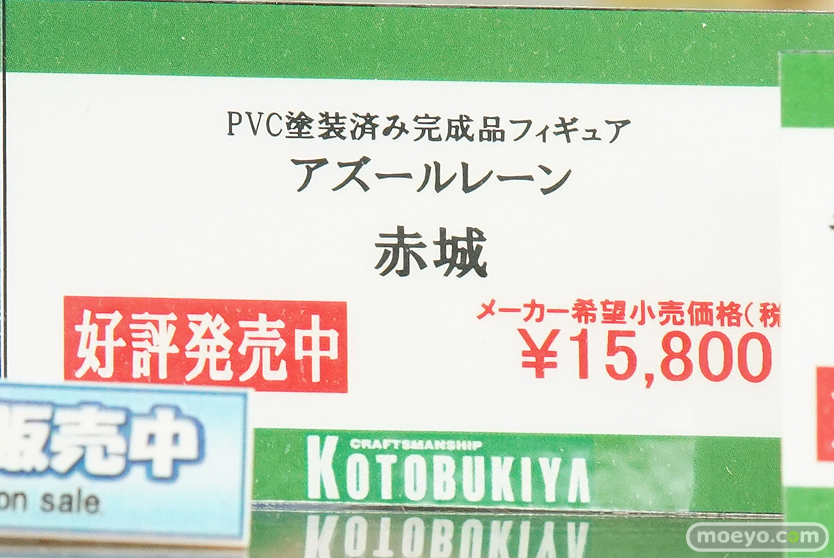 PVC塗装済み完成品フィギュア
アズールレーン
赤城
好評発売中
メーカー希望小売価格(税
¥15,800
販売中
on sale
CRAFTSMANSHIP
KOTOBUKIYA
KOTOBUKIYA
moeyo.com